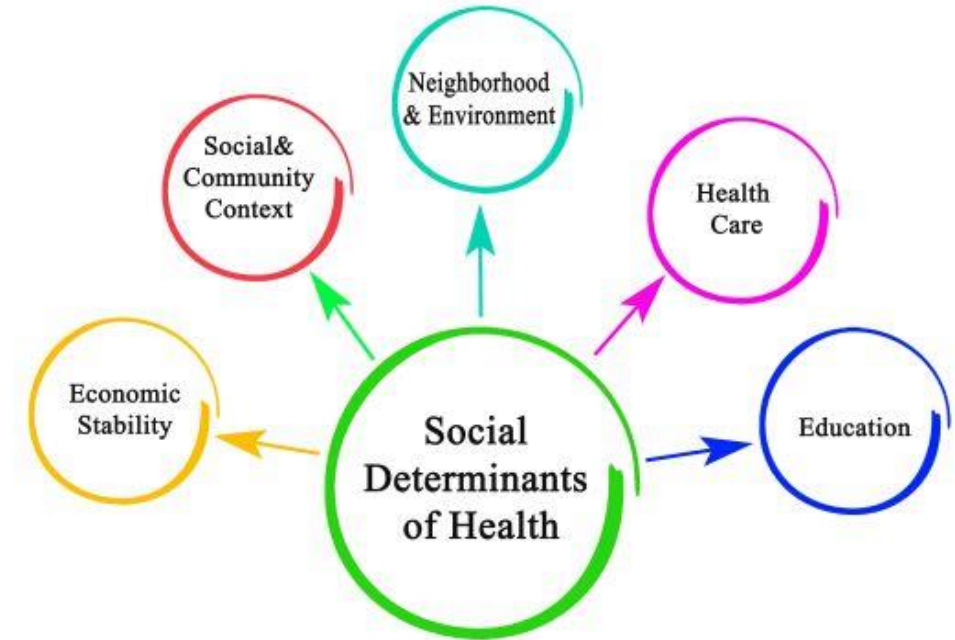 Neighborhood
& Environment
Social&
Community
Context
Health
Care
Economic
Stability
Education
Social
Determinants
of Health